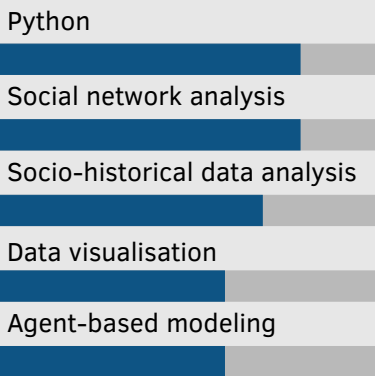 Python
Social network analysis
Socio-historical data analysis
Data visualisation
Agent-based modeling